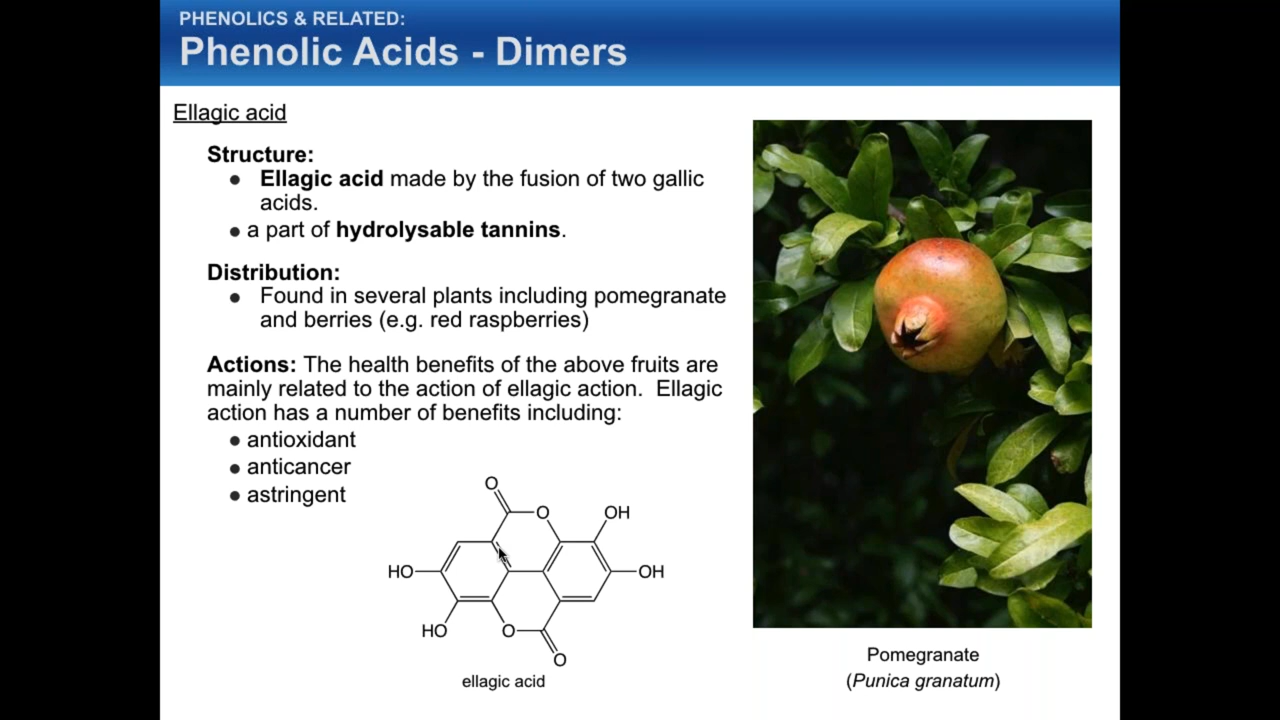 PHENOLICS & RELATED:
Phenolic Acids - Dimers
Ellagic acid
Structure:
● Ellagic acid made by the fusion of two gallic
acids.
● a part of hydrolysable tannins.
Distribution:
● Found in several plants including pomegranate
and berries (e.g. red raspberries)
Actions: The health benefits of the above fruits are
mainly related to the action of ellagic action. Ellagic
action has a number of benefits including:
● antioxidant
● anticancer
● astringent
O
O
OH
HO
OH
HO
O
O
ellagic acid
Pomegranate
(Punica granatum)